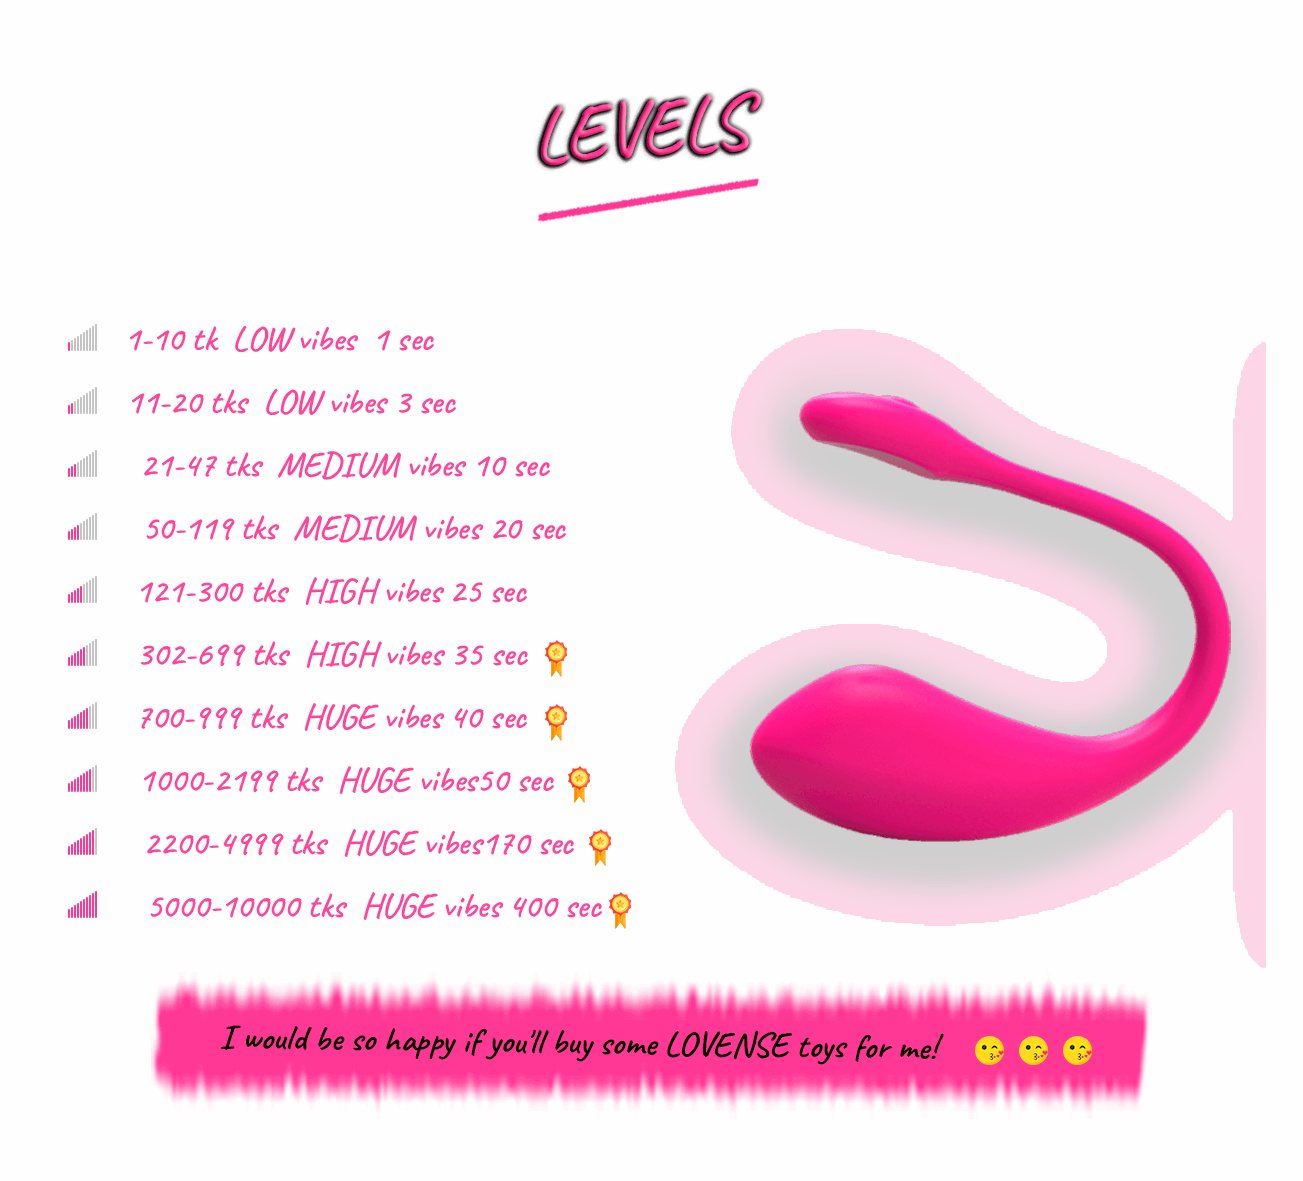 LEVELS
1-10 tk LOW vibes 1 sec
11-20 tks LOW vibes 3 sec
21-47 tks MEDIUM vibes 10 sec
50-119 tks MEDIUM vibes 20 sec
121-300 tks HIGH vibes 25 sec
302-699 tks HIGH vibes 35 sec
700-999 tks HUGE vibes 40 sec
1000-2199 tks HUGE vibes50 sec
2200-4999 tks HUGE vibes170 sec
5000-10000 tks HUGE vibes 400 sec
I would be so happy if you'll buy some LOVENSE toys for me!